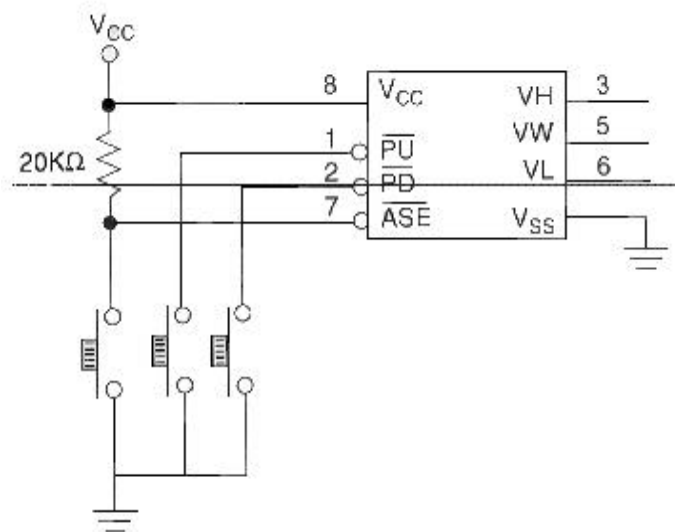 VCC
8 VCC VH 3
1 PU VW 5
20KΩ
2 PD VL 6
7 ASE VSS